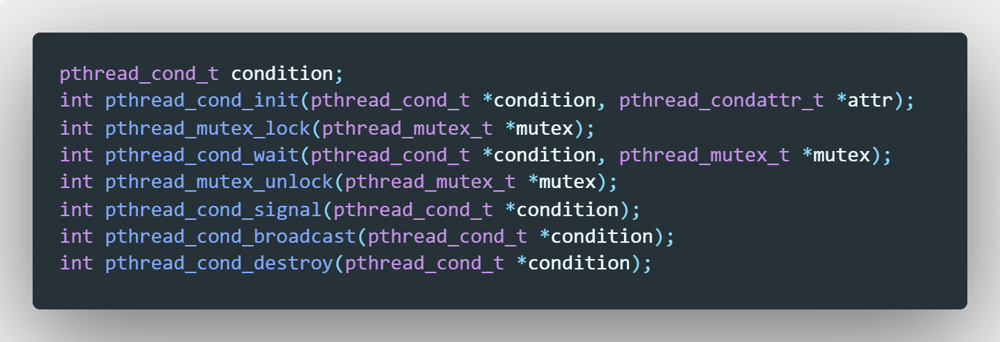 pthread_cond_t condition;
int pthread_cond_init(pthread_cond_t *condition, pthread_condattr_t *attr);
int pthread_mutex_lock(pthread_mutex_t *mutex);
int pthread_cond_wait(pthread_cond_t *condition, pthread_mutex_t *mutex);
int pthread_mutex_unlock(pthread_mutex_t *mutex);
int pthread_cond_signal(pthread_cond_t *condition);
int pthread_cond_broadcast(pthread_cond_t *condition);
int pthread_cond_destroy(pthread_cond_t *condition);